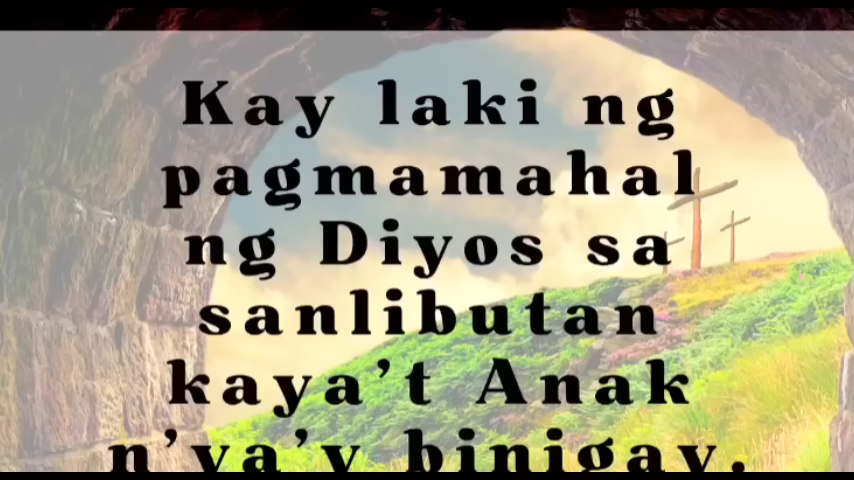 Kay laki ng
pagmamahal
ng Diyos sa
sanlibutan
kaya’t Anak
n’ya’y binigay.